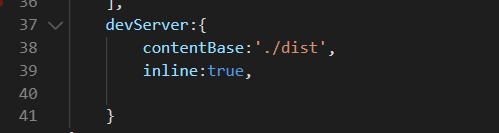 36 ],
37 devServer:{
38 contentBase:'./dist',
39 inline:true,
40
41 }